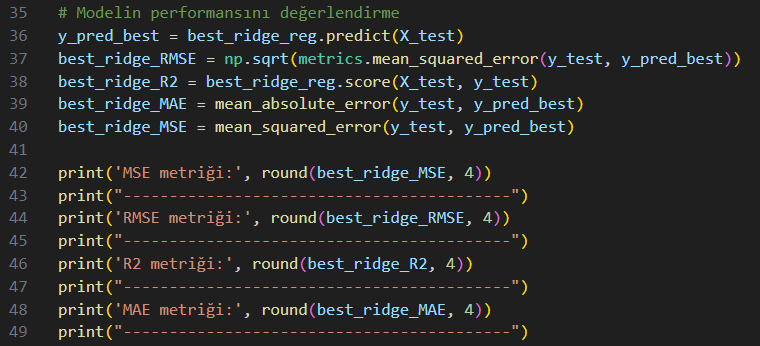 35 # Modelin performansını değerlendirme
36 y_pred_best = best_ridge_reg.predict(X_test)
37 best_ridge_RMSE = np.sqrt(metrics.mean_squared_error(y_test, y_pred_best))
38 best_ridge_R2 = best_ridge_reg.score(X_test, y_test)
39 best_ridge_MAE = mean_absolute_error(y_test, y_pred_best)
40 best_ridge_MSE = mean_squared_error(y_test, y_pred_best)
41
42 print('MSE metriği:', round(best_ridge_MSE, 4))
43 print("------------------------------------------")
44 print('RMSE metriği:', round(best_ridge_RMSE, 4))
45 print("------------------------------------------")
46 print('R2 metriği:', round(best_ridge_R2, 4))
47 print("------------------------------------------")
48 print('MAE metriği:', round(best_ridge_MAE, 4))
49 print("------------------------------------------")